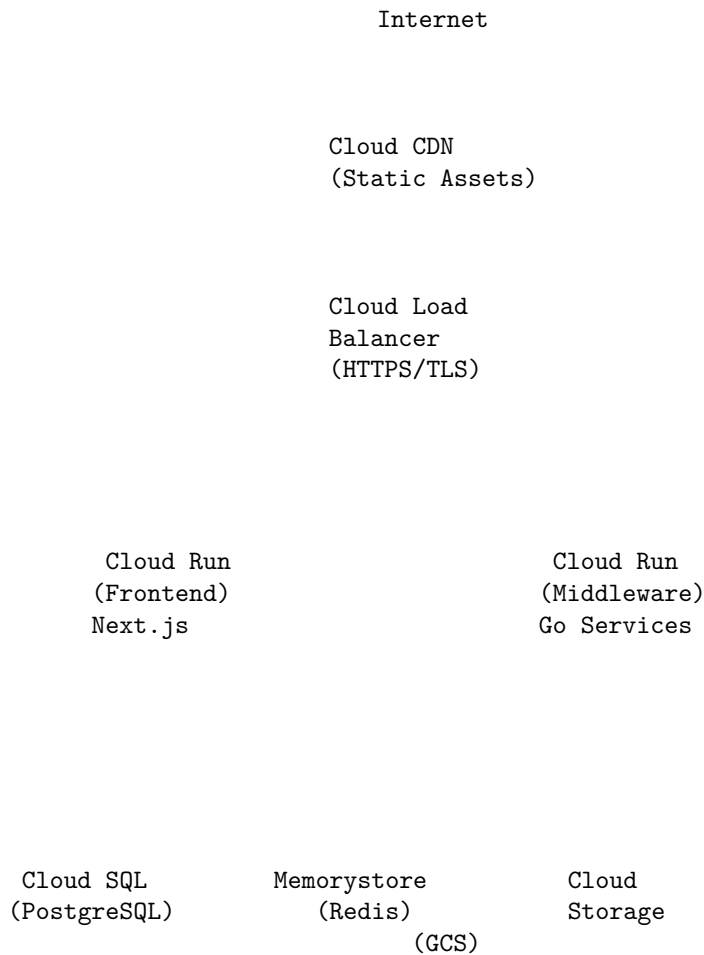 Internet
Cloud CDN
(Static Assets)
Cloud Load
Balancer
(HTTPS/TLS)
Cloud Run Cloud Run
(Frontend) (Middleware)
Next.js Go Services
Cloud SQL Memorystore Cloud
(PostgreSQL) (Redis) Storage
(GCS)